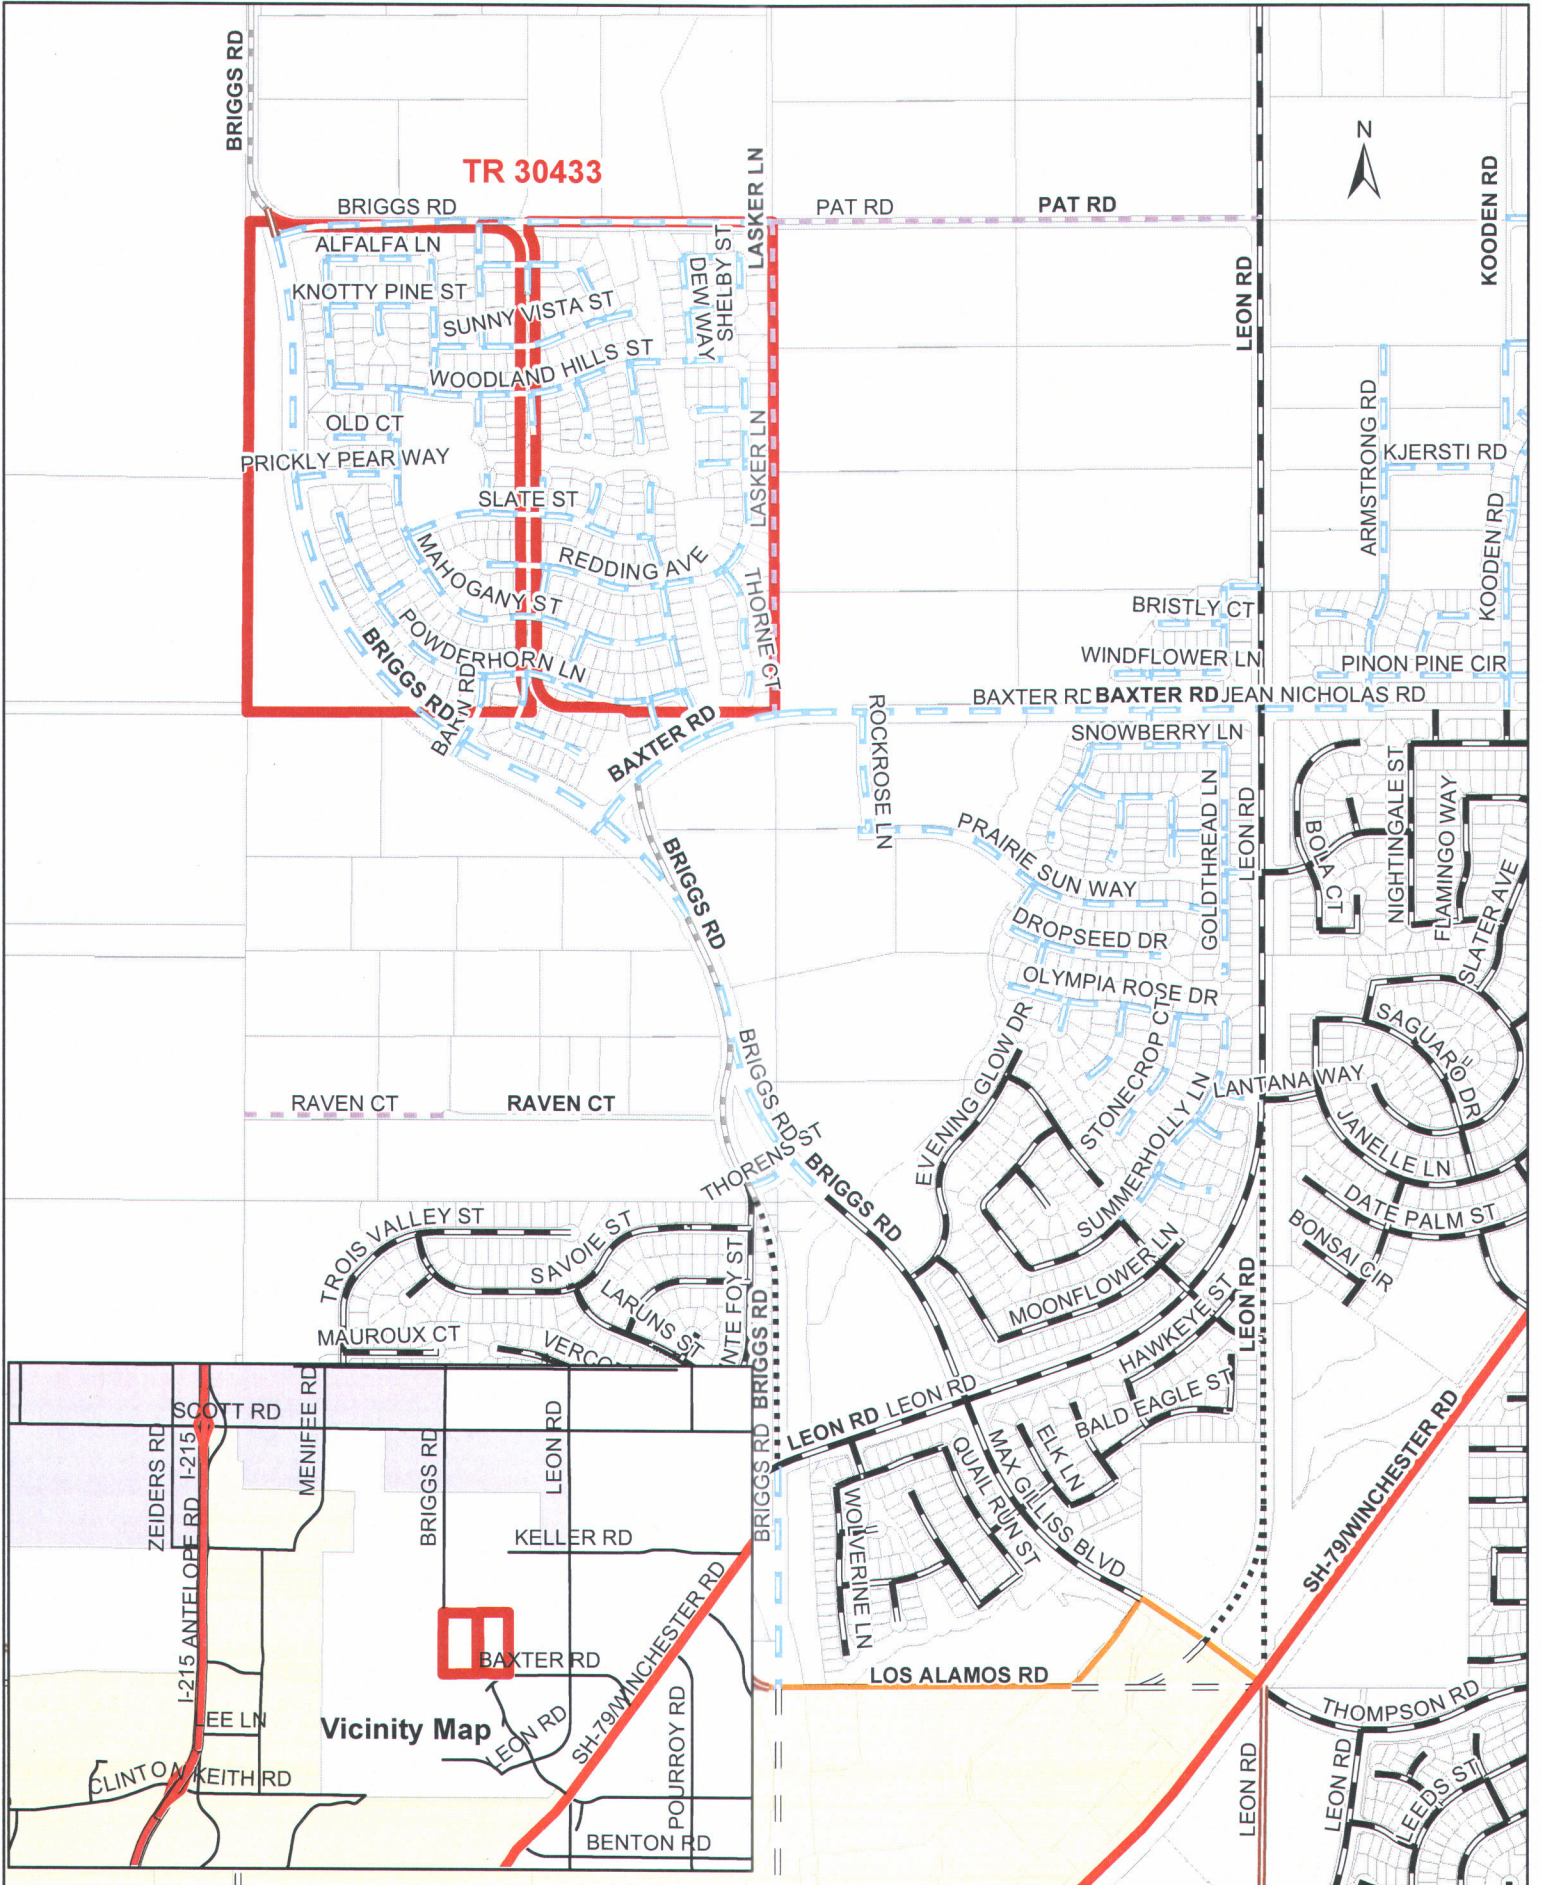 BRIGGS RD
TR 30433
LASKER LN
N
KOODEN RD
BRIGGS RD
PAT RD
PAT RD
ALFALFA LN
SHELBY ST
DEW WAY
LEON RD
KNOTTY PINE ST
SUNNY VISTA ST
WOODLAND HILLS ST
OLD CT
LASKER LN
ARMSTRONG RD
KJERSTI RD
PRICKLY PEAR WAY
SLATE ST
KOODEN RD
MAHOGANY ST
REDDING AVE
THORNE CT
BRISTLY CT
POWDERHORN LN
WINDFLOWER LN
PINON PINE CIR
BRIGGS RD
BARN RD
BAXTER RD
BAXTER RD
BAXTER RD
JEAN NICHOLAS RD
ROCKROSE LN
SNOWBERRY LN
GOLDTHREAD LN
LEON RD
NIGHTINGALE ST
FLAMINGO WAY
BOLA CT
PRAIRIE SUN WAY
BRIGGS RD
DROPSEED DR
SLATER AVE
OLYMPIA ROSE DR
SAGUARO DR
EVENING GLOW DR
STONECROP CT
BRIGGS RD
RAVEN CT
RAVEN CT
LANTANA WAY
SUMMERHOLLY LN
JANELLE LN
THORENS ST
BRIGGS RD
DATE PALM ST
TROIS VALLEY ST
SAVOIE ST
BONSAI CIR
MOONFLOWER LN
LARUNS ST
NTE FOY ST
BRIGGS RD
HAWKEYE ST
LEON RD
MAUROUX CT
VERCO
LEON RD
LEON RD
BALD EAGLE ST
ELK LN
MAX GILLISS BLVD
QUAIL RUN ST
WOLVERINE LN
BRIGGS RD
SH-79/WINCHESTER RD
LOS ALAMOS RD
THOMPSON RD
LEON RD
LEON RD
LEEDS ST
SCOTT RD
ZEIDERS RD
I-215
MENIFEE RD
BRIGGS RD
LEON RD
KELLER RD
I-215 ANTELOPE RD
BAXTER RD
SH-79/WINCHESTER RD
LEE LN
Vicinity Map
LEON RD
POURROY RD
CLINTON KEITH RD
BENTON RD